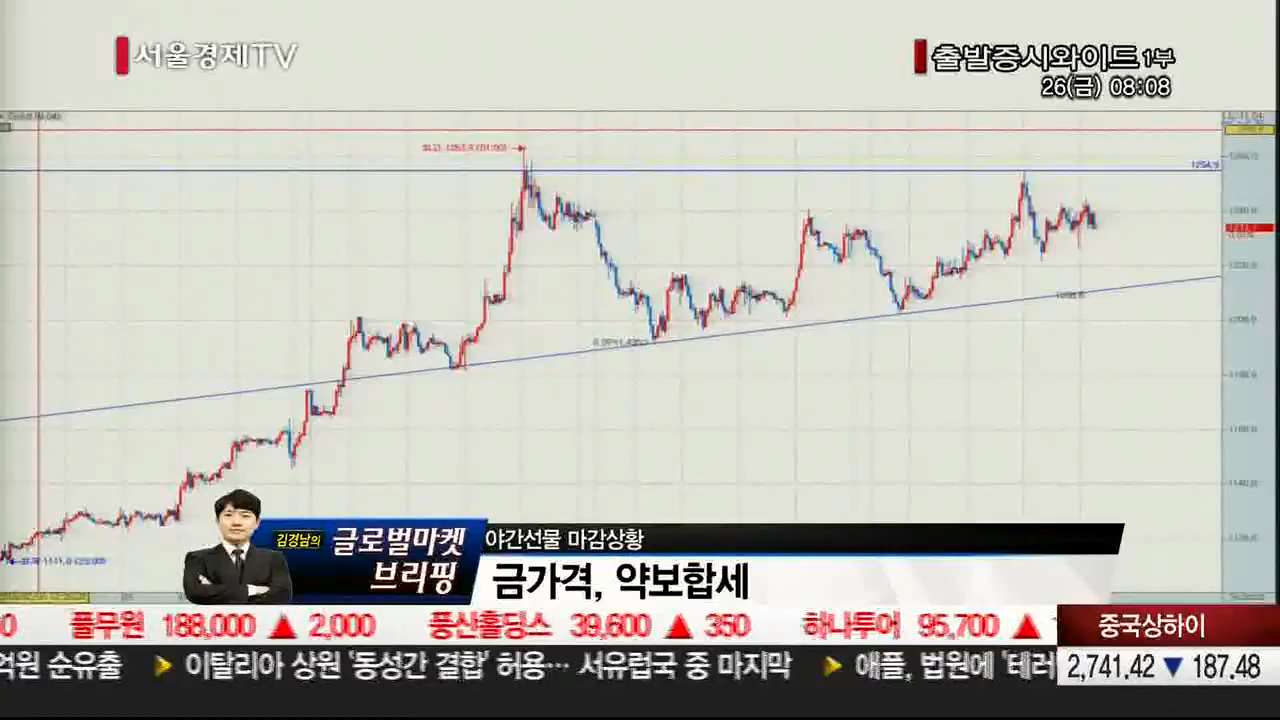 서울경제TV
출발증시와이드 1부
26(금) 08:08
1254.9
김경남의 글로벌마켓 브리핑
야간선물 마감상황
금가격, 약보합세
풀무원 188,000 ▲ 2,000 풍산홀딩스 39,600 ▲ 350 하나투어 95,700 ▲
중국상하이
2,741.42 ▼ 187.48
억원 순유출 이탈리아 상원 '동성간 결합' 허용… 서유럽국 중 마지막 애플, 법원에 '테러